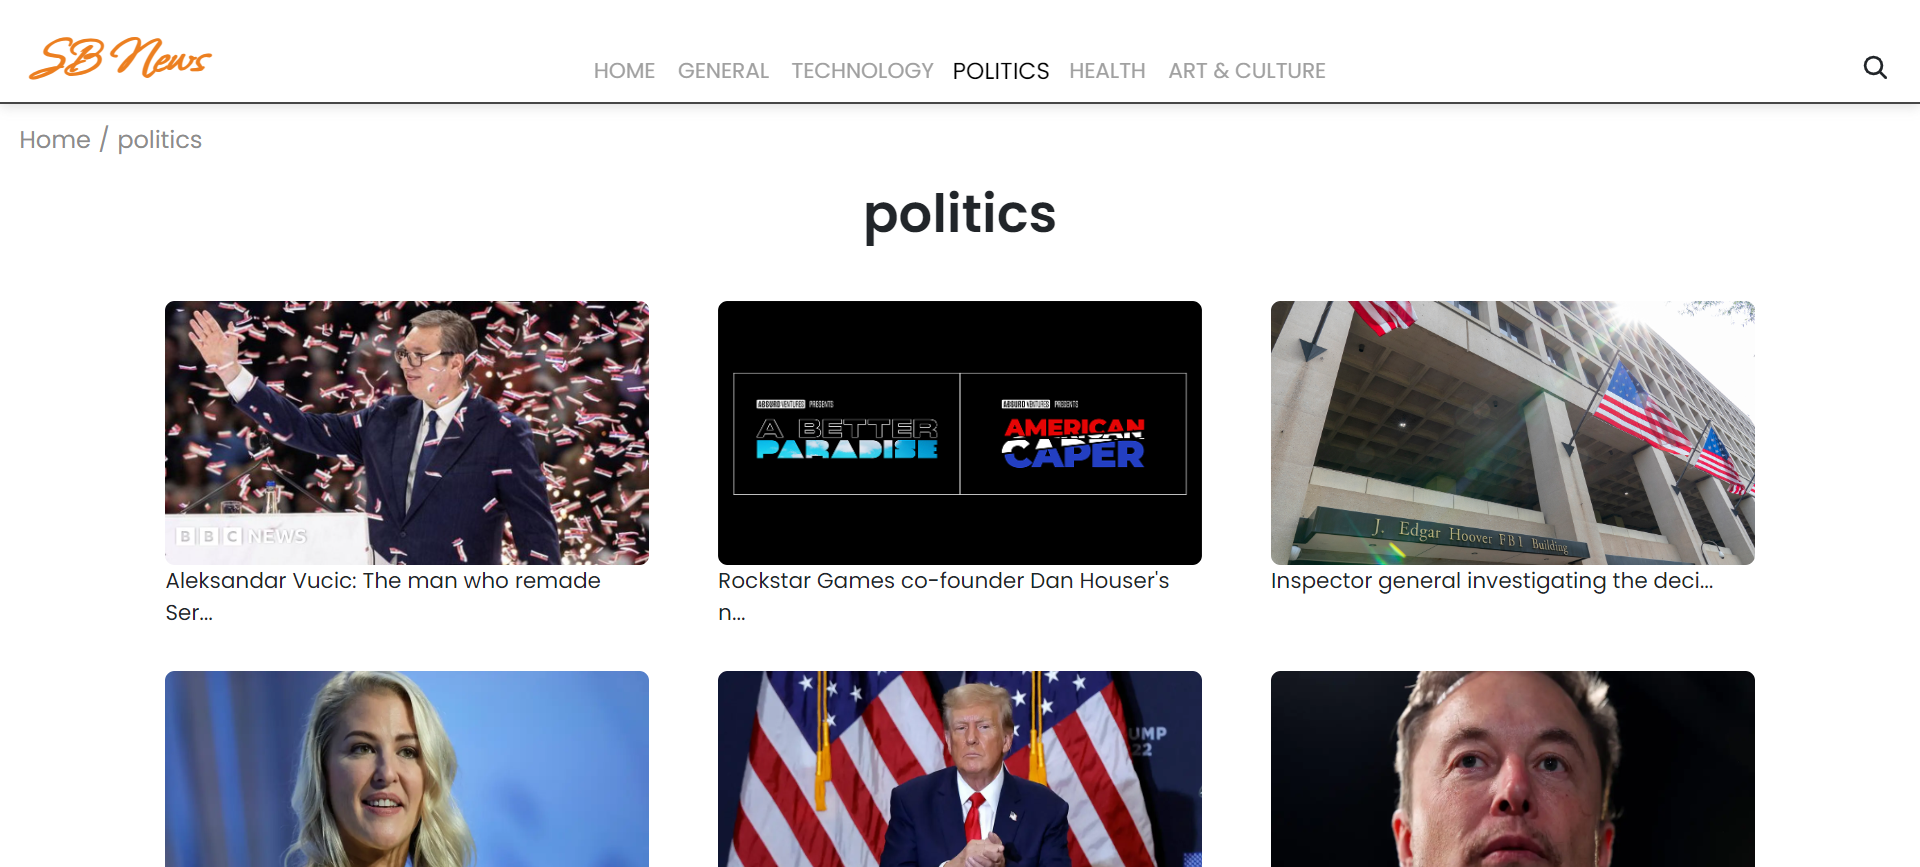 SB News
HOME GENERAL TECHNOLOGY POLITICS HEALTH ART & CULTURE
Home / politics
politics
BBC NEWS
ABSURD VENTURES PRESENTS
A BETTER
PARADISE
ABSURD VENTURES PRESENTS
AMERICAN
CAPER
J. Edgar Hoover FBI Building
Aleksandar Vucic: The man who remade
Ser...
Rockstar Games co-founder Dan Houser's
n...
Inspector general investigating the deci...
UMP
22